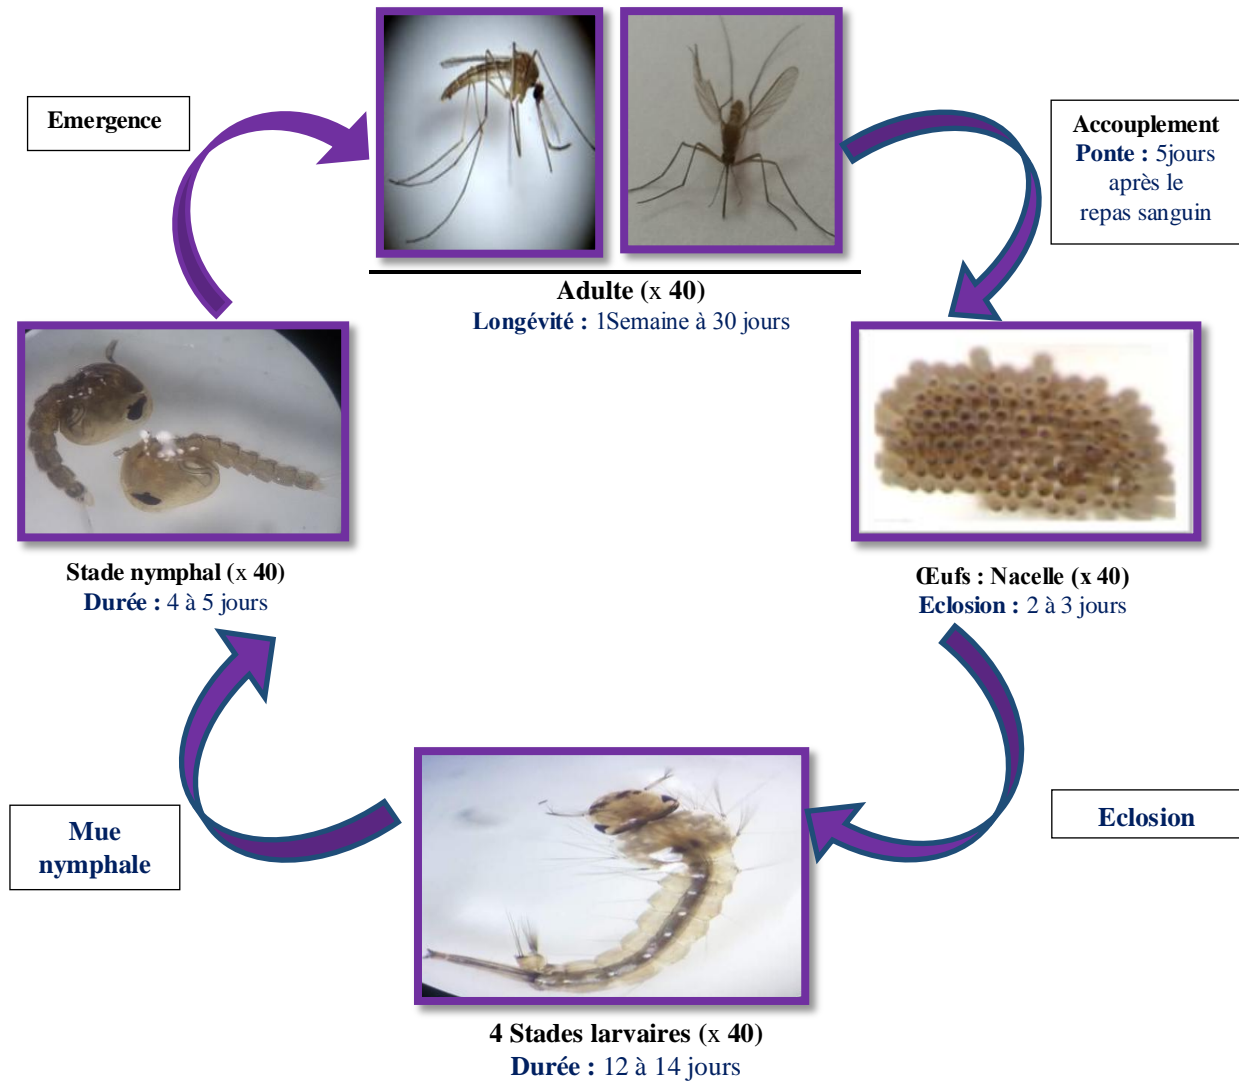 Emergence
Accouplement
Ponte : 5jours
après le
repas sanguin
Adulte (x 40)
Longévité : 1Semaine à 30 jours
Stade nymphal (x 40)
Durée : 4 à 5 jours
Œufs : Nacelle (x 40)
Eclosion : 2 à 3 jours
Mue
nymphale
Eclosion
4 Stades larvaires (x 40)
Durée : 12 à 14 jours